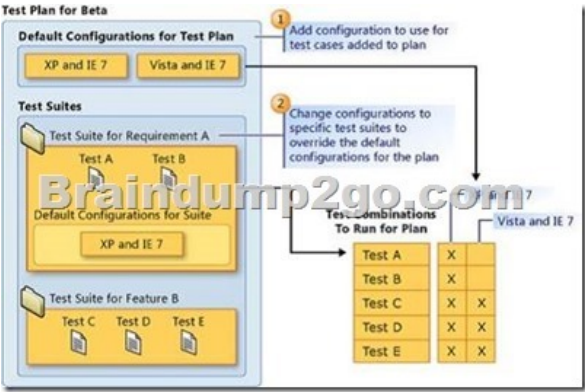 Test Plan for Beta
Default Configurations for Test Plan
XP and IE 7
Vista and IE 7
1
Add configuration to use for
test cases added to plan
Test Suites
Test Suite for Requirement A
Test A
Test B
Default Configurations for Suite
XP and IE 7
2
Change configurations to
specific test suites to
override the default
configurations for the plan
Braindump2go.com
7
Vista and IE 7
Test Combinations
To Run for Plan
Test A X
Test B X
Test C X X
Test D X X
Test E X X
Test Suite for Feature B
Test C
Test D
Test E